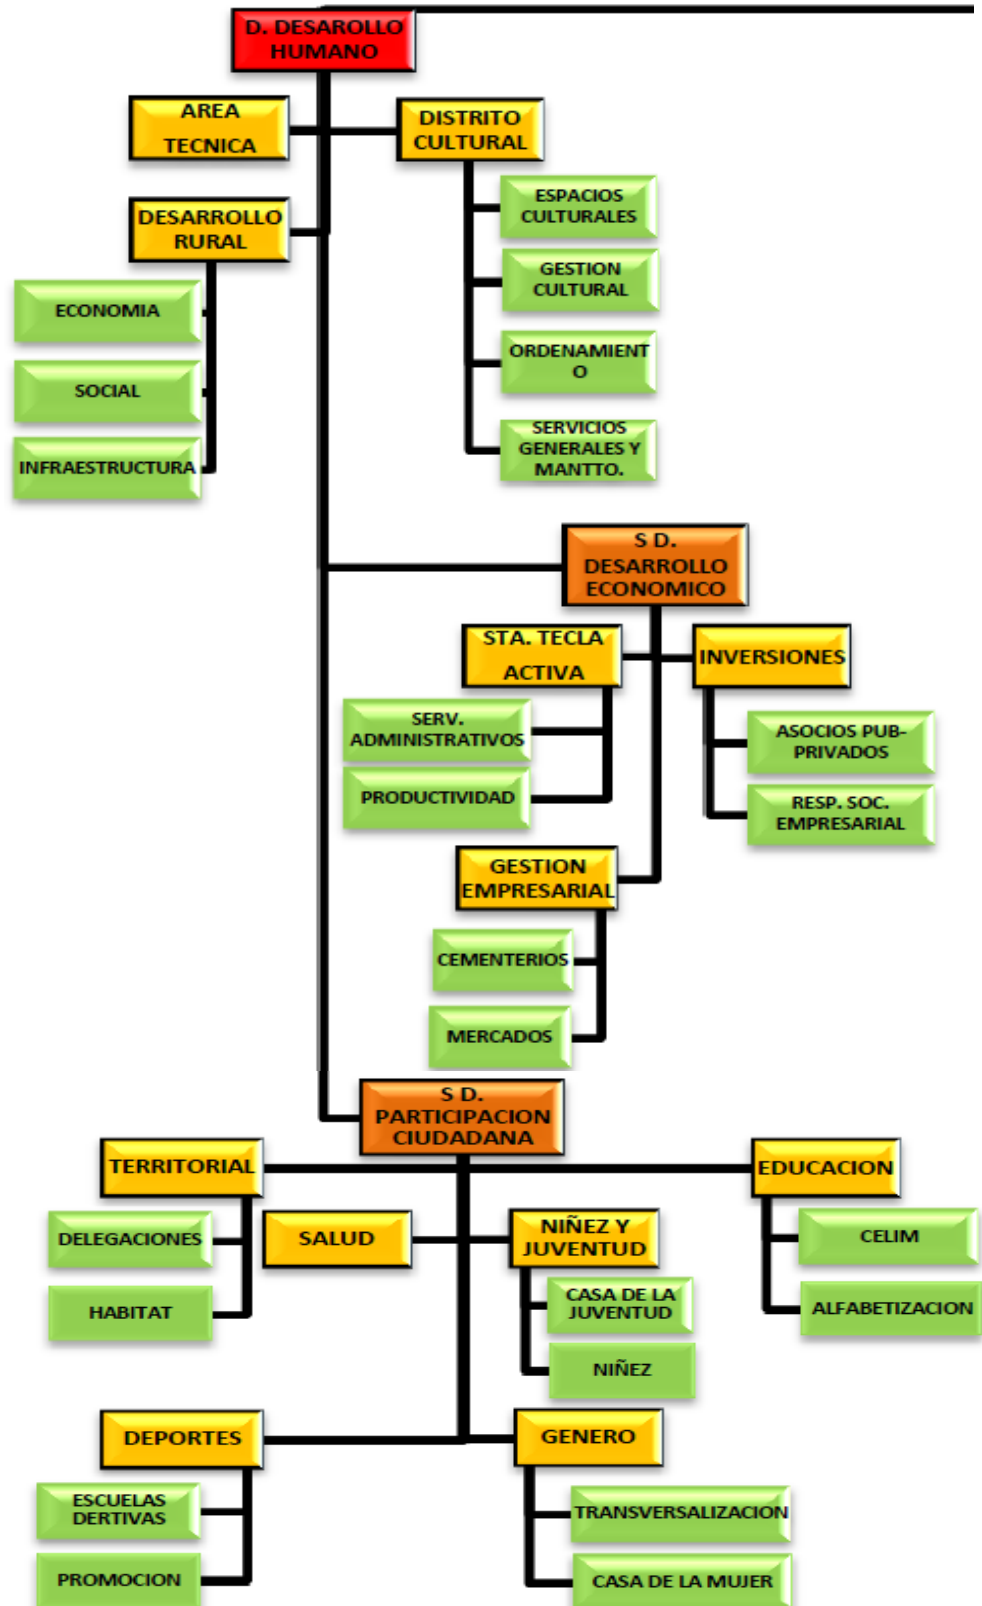 D. DESAROLLO
HUMANO
AREA
TECNICA
DISTRITO
CULTURAL
ESPACIOS
CULTURALES
DESARROLLO
RURAL
GESTION
CULTURAL
ECONOMIA
ORDENAMIENT
O
SOCIAL
SERVICIOS
GENERALES Y
MANTTO.
INFRAESTRUCTURA
S D.
DESARROLLO
ECONOMICO
STA. TECLA
ACTIVA
INVERSIONES
SERV.
ADMINISTRATIVOS
ASOCIOS PUB-
PRIVADOS
PRODUCTIVIDAD
RESP. SOC.
EMPRESARIAL
GESTION
EMPRESARIAL
CEMENTERIOS
MERCADOS
S D.
PARTICIPACION
CIUDADANA
TERRITORIAL
EDUCACION
DELEGACIONES
SALUD
NIÑEZ Y
JUVENTUD
CELIM
HABITAT
CASA DE LA
JUVENTUD
ALFABETIZACION
NIÑEZ
DEPORTES
GENERO
ESCUELAS
DERTIVAS
TRANSVERSALIZACION
PROMOCION
CASA DE LA MUJER